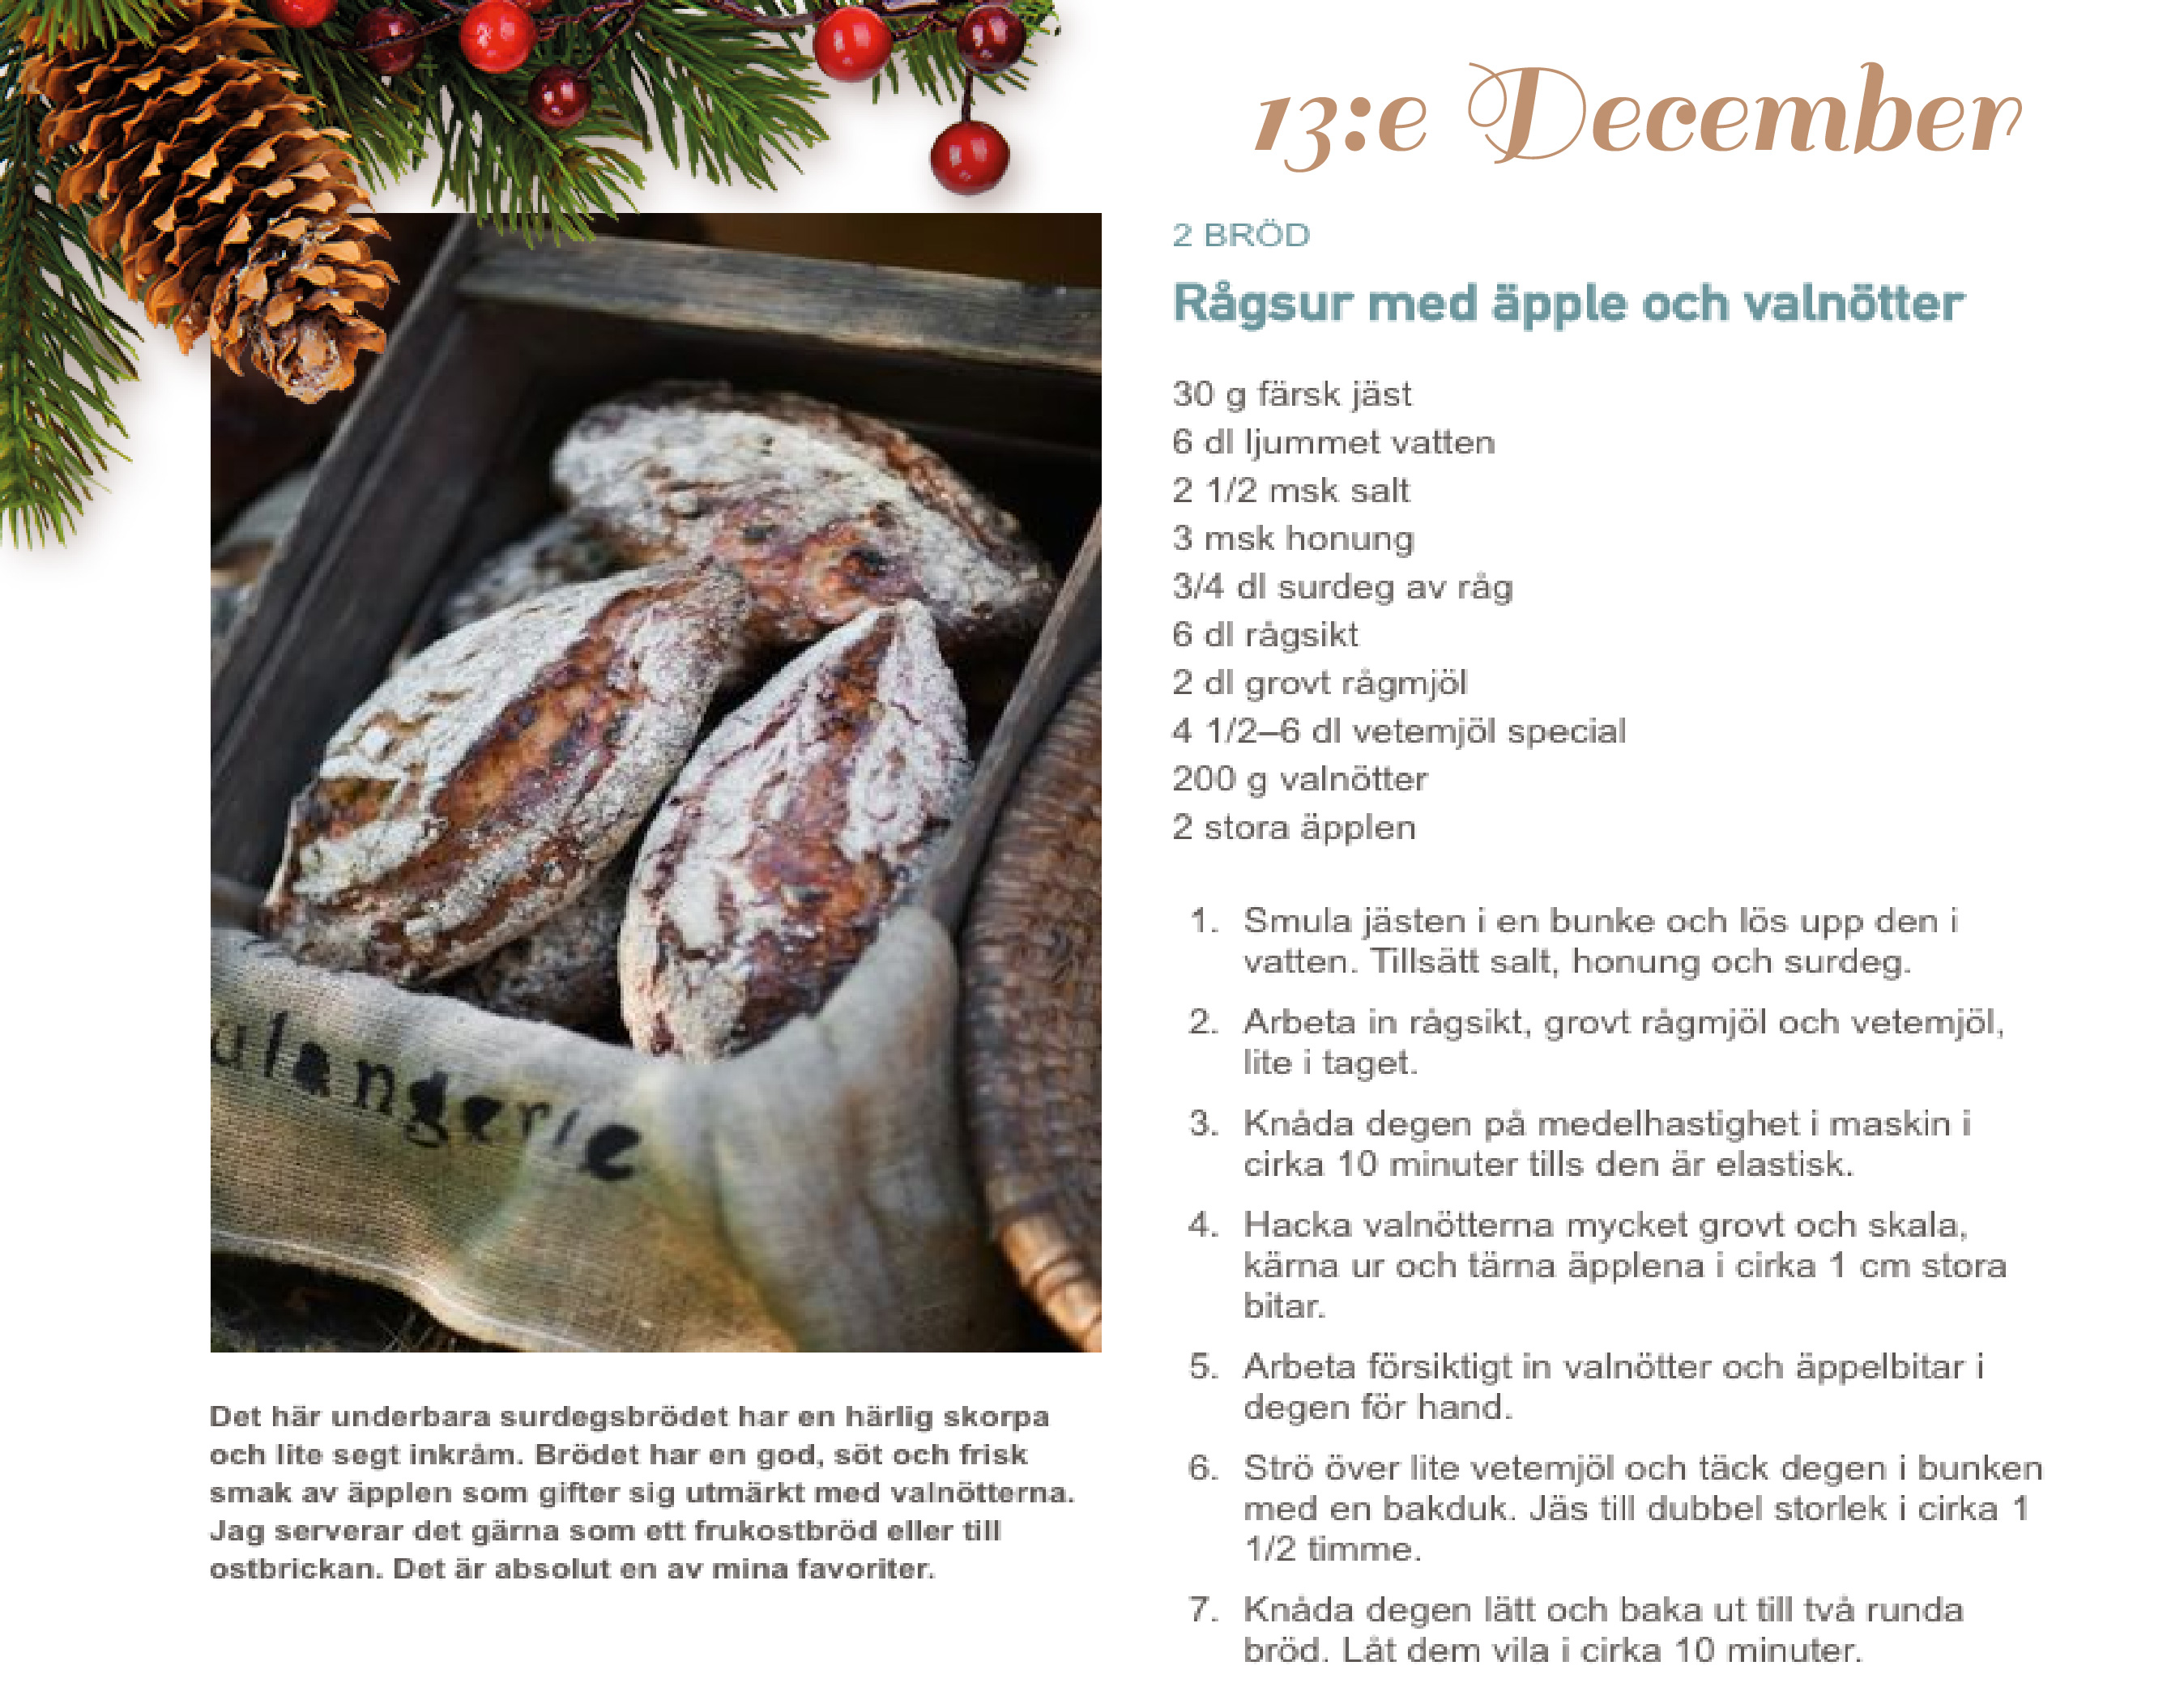 13:e December
2 BRÖD
Rågsur med äpple och valnötter
30 g färsk jäst
6 dl ljummet vatten
2 1/2 msk salt
3 msk honung
3/4 dl surdeg av råg
6 dl rågsikt
2 dl grovt rågmjöl
4 1/2–6 dl vetemjöl special
200 g valnötter
2 stora äpplen
1. Smula jästen i en bunke och lös upp den i
vatten. Tillsätt salt, honung och surdeg.
2. Arbeta in rågsikt, grovt rågmjöl och vetemjöl,
lite i taget.
3. Knåda degen på medelhastighet i maskin i
cirka 10 minuter tills den är elastisk.
4. Hacka valnötterna mycket grovt och skala,
kärna ur och tärna äpplena i cirka 1 cm stora
bitar.
5. Arbeta försiktigt in valnötter och äppelbitar i
degen för hand.
6. Strö över lite vetemjöl och täck degen i bunken
med en bakduk. Jäs till dubbel storlek i cirka 1
1/2 timme.
7. Knåda degen lätt och baka ut till två runda
bröd. Låt dem vila i cirka 10 minuter.
ulangerie
Det här underbara surdegsbrödet har en härlig skorpa
och lite segt inkråm. Brödet har en god, söt och frisk
smak av äpplen som gifter sig utmärkt med valnötterna.
Jag serverar det gärna som ett frukostbröd eller till
ostbrickan. Det är absolut en av mina favoriter.